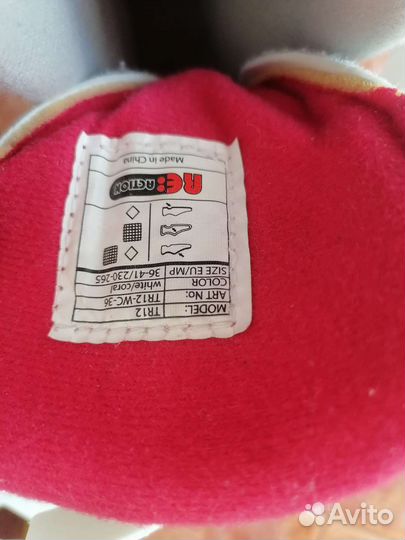 MODEL: TR12
ART No: TR12-WC-36
COLOR white/coral
SIZE EU/MP 36-41/230-265
RE:ACTION
Made in China
Avito